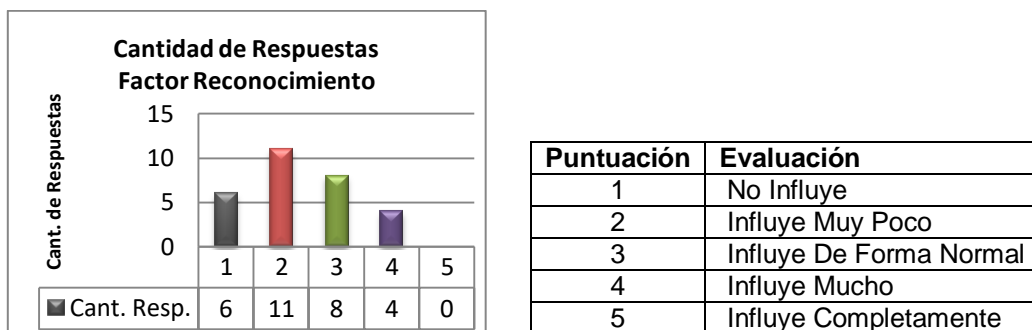 Cantidad de Respuestas
Factor Reconocimiento
Cant. de Respuestas
15
10
5
0
1 2 3 4 5
Cant. Resp. 6 11 8 4 0
Puntuación Evaluación
1 No Influye
2 Influye Muy Poco
3 Influye De Forma Normal
4 Influye Mucho
5 Influye Completamente